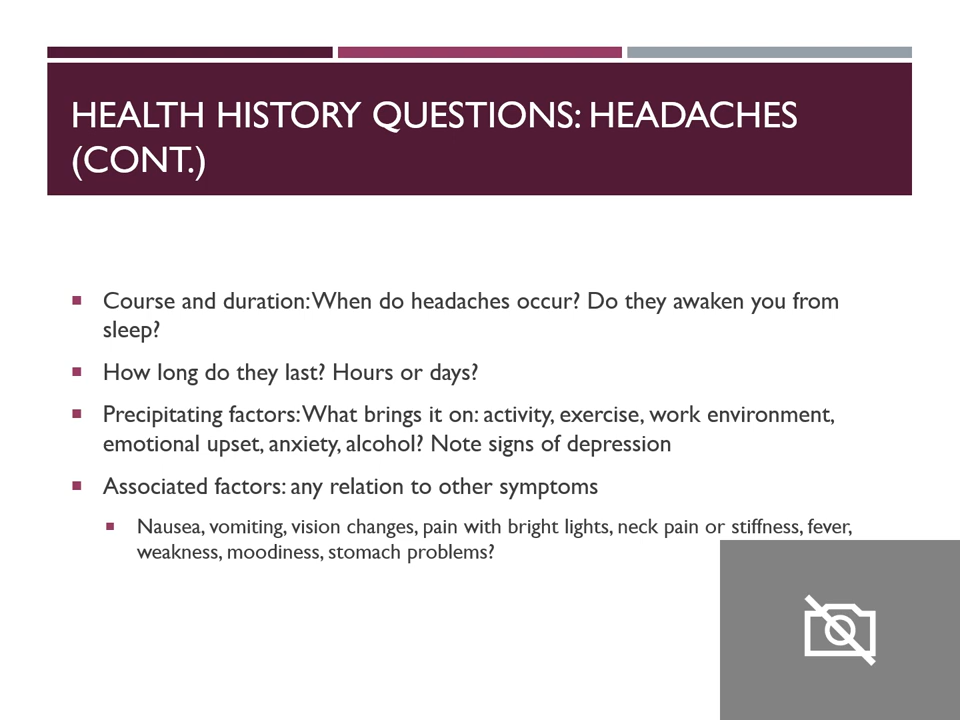 HEALTH HISTORY QUESTIONS: HEADACHES
(CONT.)
Course and duration: When do headaches occur? Do they awaken you from
sleep?
How long do they last? Hours or days?
Precipitating factors: What brings it on: activity, exercise, work environment,
emotional upset, anxiety, alcohol? Note signs of depression
Associated factors: any relation to other symptoms
Nausea, vomiting, vision changes, pain with bright lights, neck pain or stiffness, fever,
weakness, moodiness, stomach problems?